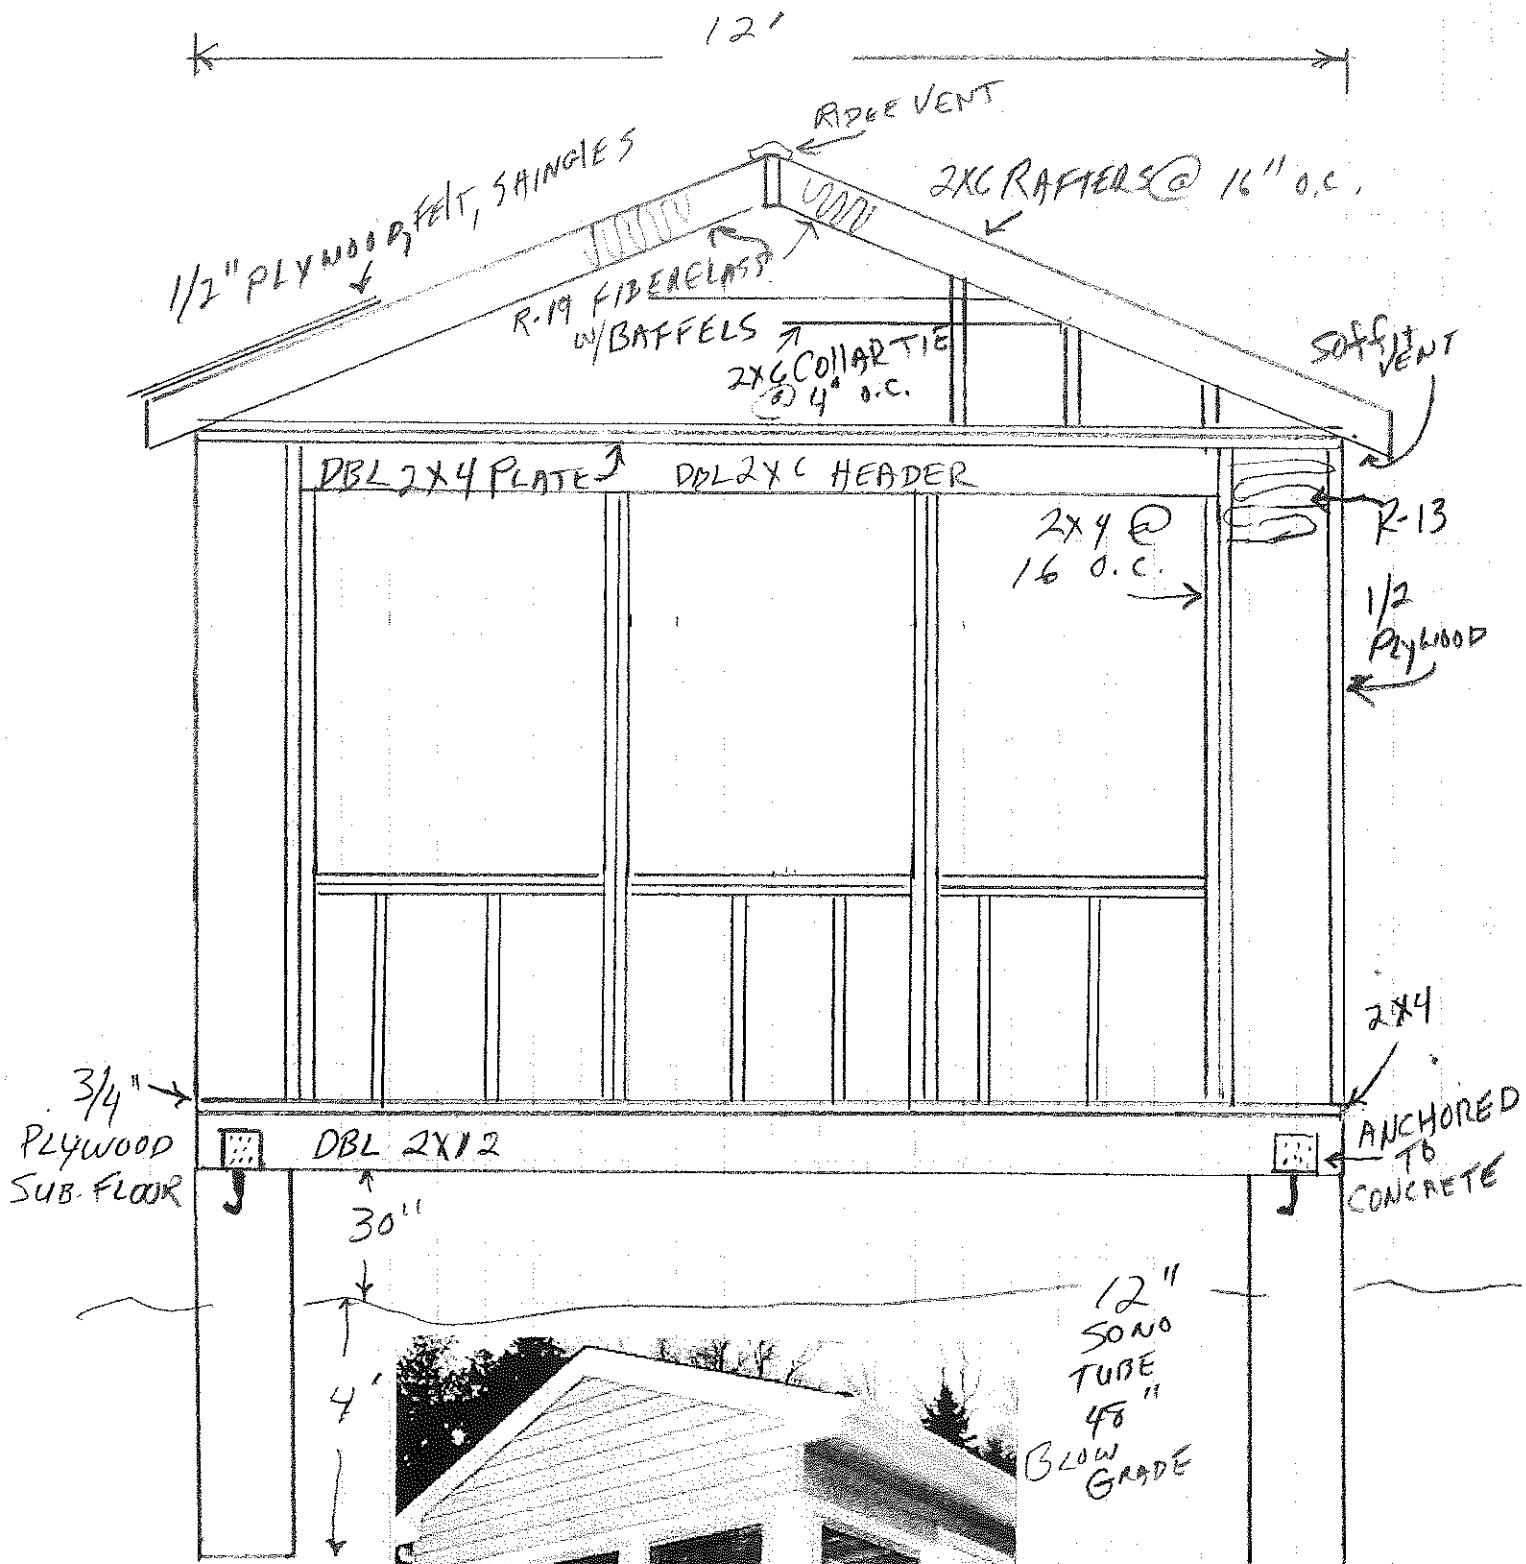 12'
RIDGE VENT
1/2" PLYWOOD, FELT, SHINGLES
2X6 RAFTERS @ 16" O.C.
R-19 FIBERGLASS
W/BAFFELS
2X6 COllAR TIE
@ 4' O.C.
Soffit
VENT
DBL 2X4 PLATE
DBL 2X6 HEADER
R-13
2X4 @
16 O.C.
1/2
PLYWOOD
2X4
3/4"
PLYWOOD
SUB-FLOOR
DBL 2X12
ANCHORED
TO
CONCRETE
30"
4'
12"
SONO
TUBE
48"
BLOW
GRADE